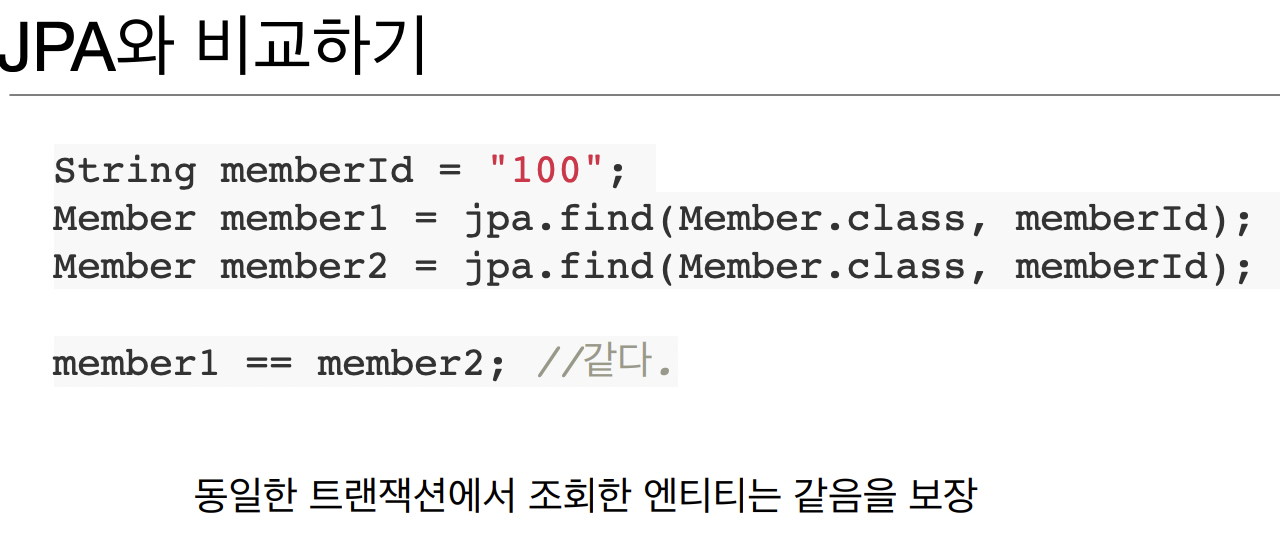 JPA와 비교하기
String memberId = "100";
Member member1 = jpa.find(Member.class, memberId);
Member member2 = jpa.find(Member.class, memberId);
member1 == member2; //같다.
동일한 트랜잭션에서 조회한 엔티티는 같음을 보장